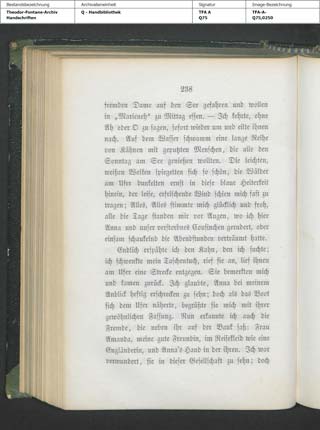 Bestandsbezeichnung Archivalieneinheit Signatur Image-Bezeichnung
Theodor-Fontane-Archiv Q - Handbibliothek TFA A TFA-A-
Handschriften Q75 Q75,0250
238
fremden Dame auf den See gefahren und wollen
in „Marieneh“ zu Mittag essen. — Ich kehrte, ohne
Ah oder O zu sagen, sofort wieder um und eilte ihnen
nach. Auf dem Wasser schwamm eine lange Reihe
von Kähnen mit geputzten Menschen, die alle den
Sonntag am See genießen wollten. Die leichten,
weißen Wolken spiegelten sich so schön, die Wälder
am Ufer dunkelten ernst in diese blaue Heiterkeit
hinein, der leise, erfrischende Wind schien mich fast zu
tragen; Alles, Alles stimmte mich glücklich und froh,
alle die Tage standen mir vor Augen, wo ich hier
Anna und unser verstorbenes Cousinchen gerudert, oder
einsam schaukelnd die Abendstunden verträumt hatte.
Endlich erspähte ich den Kahn, den ich suchte;
ich schwenkte mein Taschentuch, rief sie an, lief ihnen
am Ufer eine Strecke entgegen. Sie bemerkten mich
und kamen zurück. Ich glaubte, Anna bei meinem
Anblick heftig erschrecken zu sehn; doch als das Boot
sich dem Ufer näherte, begrüßte sie mich mit ihrer
gewöhnlichen Fassung. Nun erkannte ich auch die
Fremde, die neben ihr auf der Bank saß: Frau
Amanda, meine gute Freundin, im Reisekleid wie eine
Engländerin, und Anna's Hand in der ihren. Ich war
verwundert, sie in dieser Gesellschaft zu sehn; doch